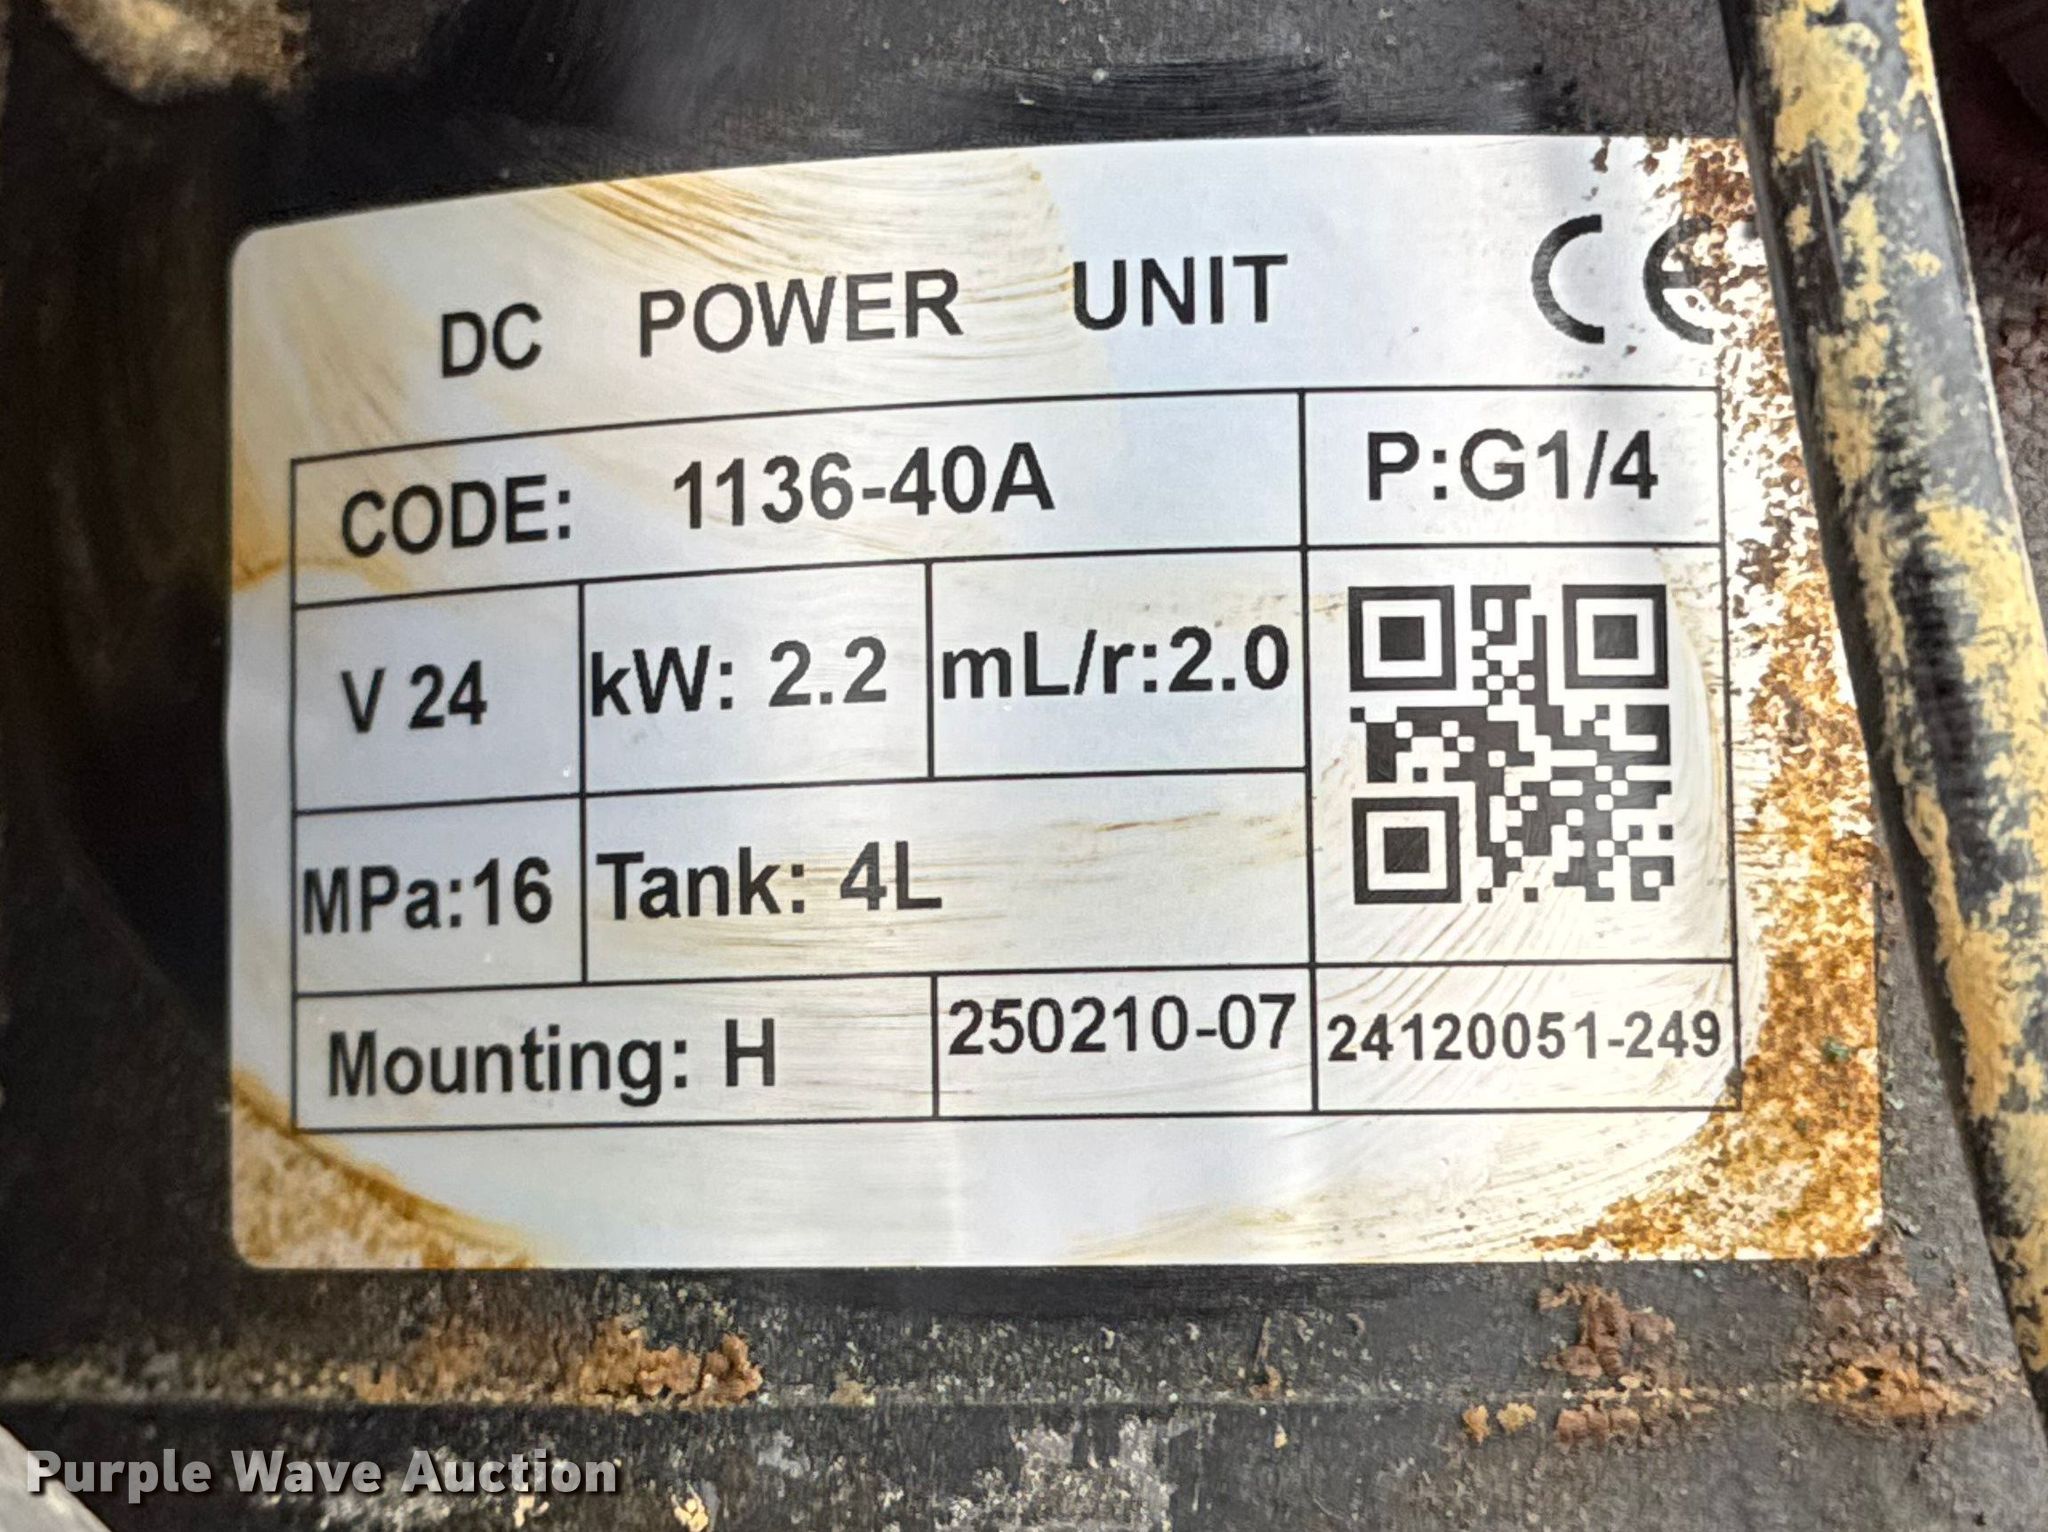 DC POWER UNIT CE
CODE: 1136-40A P:G1/4
V 24 kW: 2.2 mL/r:2.0
MPa:16 Tank: 4L
Mounting: H 250210-07 24120051-249
Purple Wave Auction